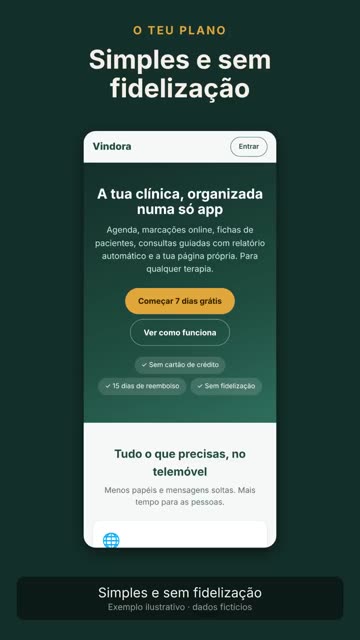 O TEU PLANO
Simples e sem
fidelização
Vindora
Entrar
A tua clínica, organizada
numa só app
Agenda, marcações online, fichas de
pacientes, consultas guiadas com relatório
automático e a tua página própria. Para
qualquer terapia.
Começar 7 dias grátis
Ver como funciona
✓ Sem cartão de crédito
✓ 15 dias de reembolso
✓ Sem fidelização
Tudo o que precisas, no
telemóvel
Menos papéis e mensagens soltas. Mais
tempo para as pessoas.
Simples e sem fidelização
Exemplo ilustrativo · dados fictícios